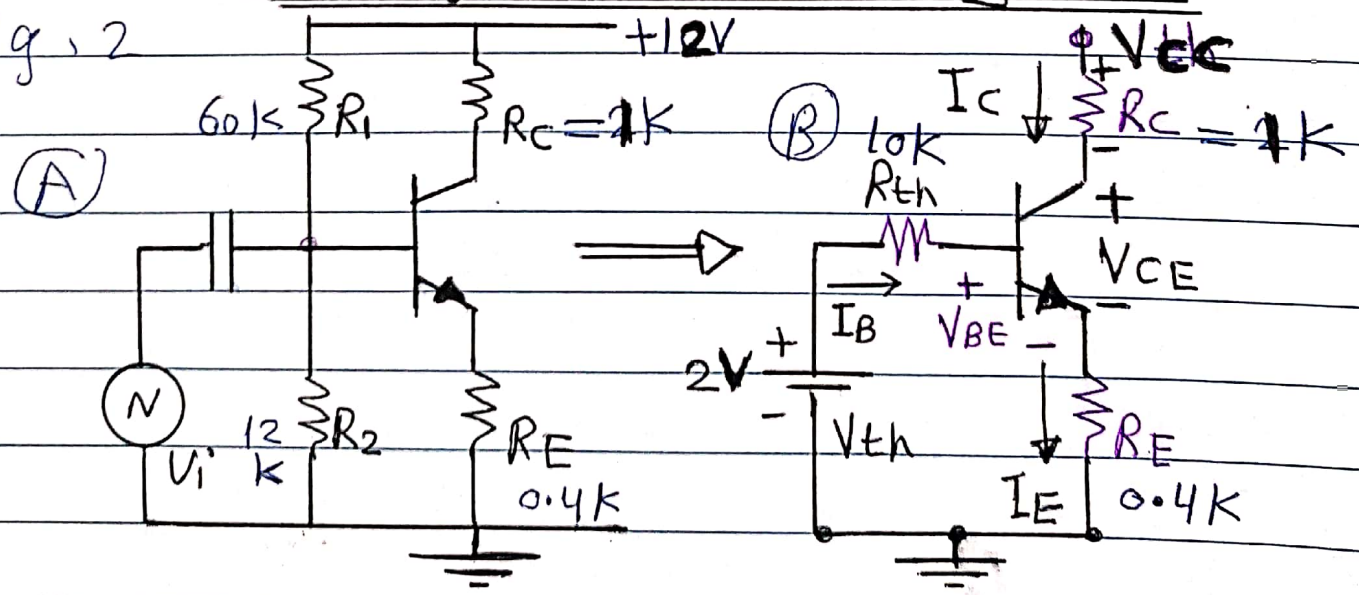 g, 2
+12V
60k R1
RC = 1K
A
Vi
12 k R2
RE
0.4K
B
VCC
IC
RC = 1K
10K
Rth
IB
+
VBE
-
+
VCE
-
2V
+
-
Vth
IE
RE
0.4K
N
+
-